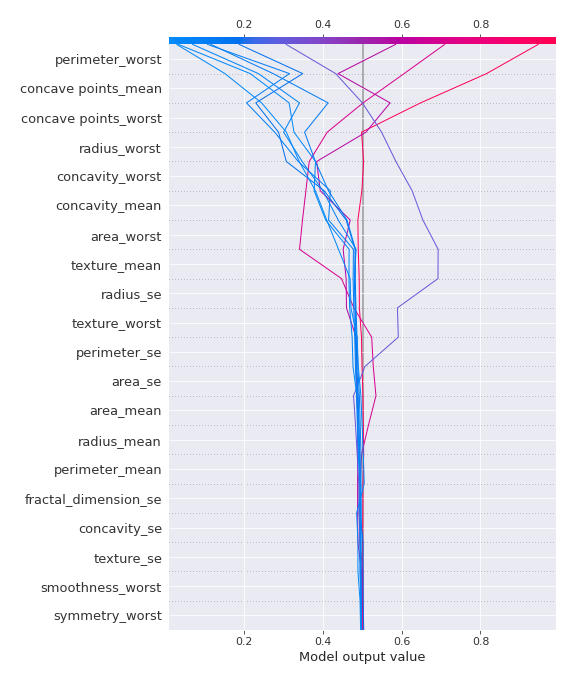 0.2 0.4 0.6 0.8
perimeter_worst
concave points_mean
concave points_worst
radius_worst
concavity_worst
concavity_mean
area_worst
texture_mean
radius_se
texture_worst
perimeter_se
area_se
area_mean
radius_mean
perimeter_mean
fractal_dimension_se
concavity_se
texture_se
smoothness_worst
symmetry_worst
0.2 0.4 0.6 0.8
Model output value